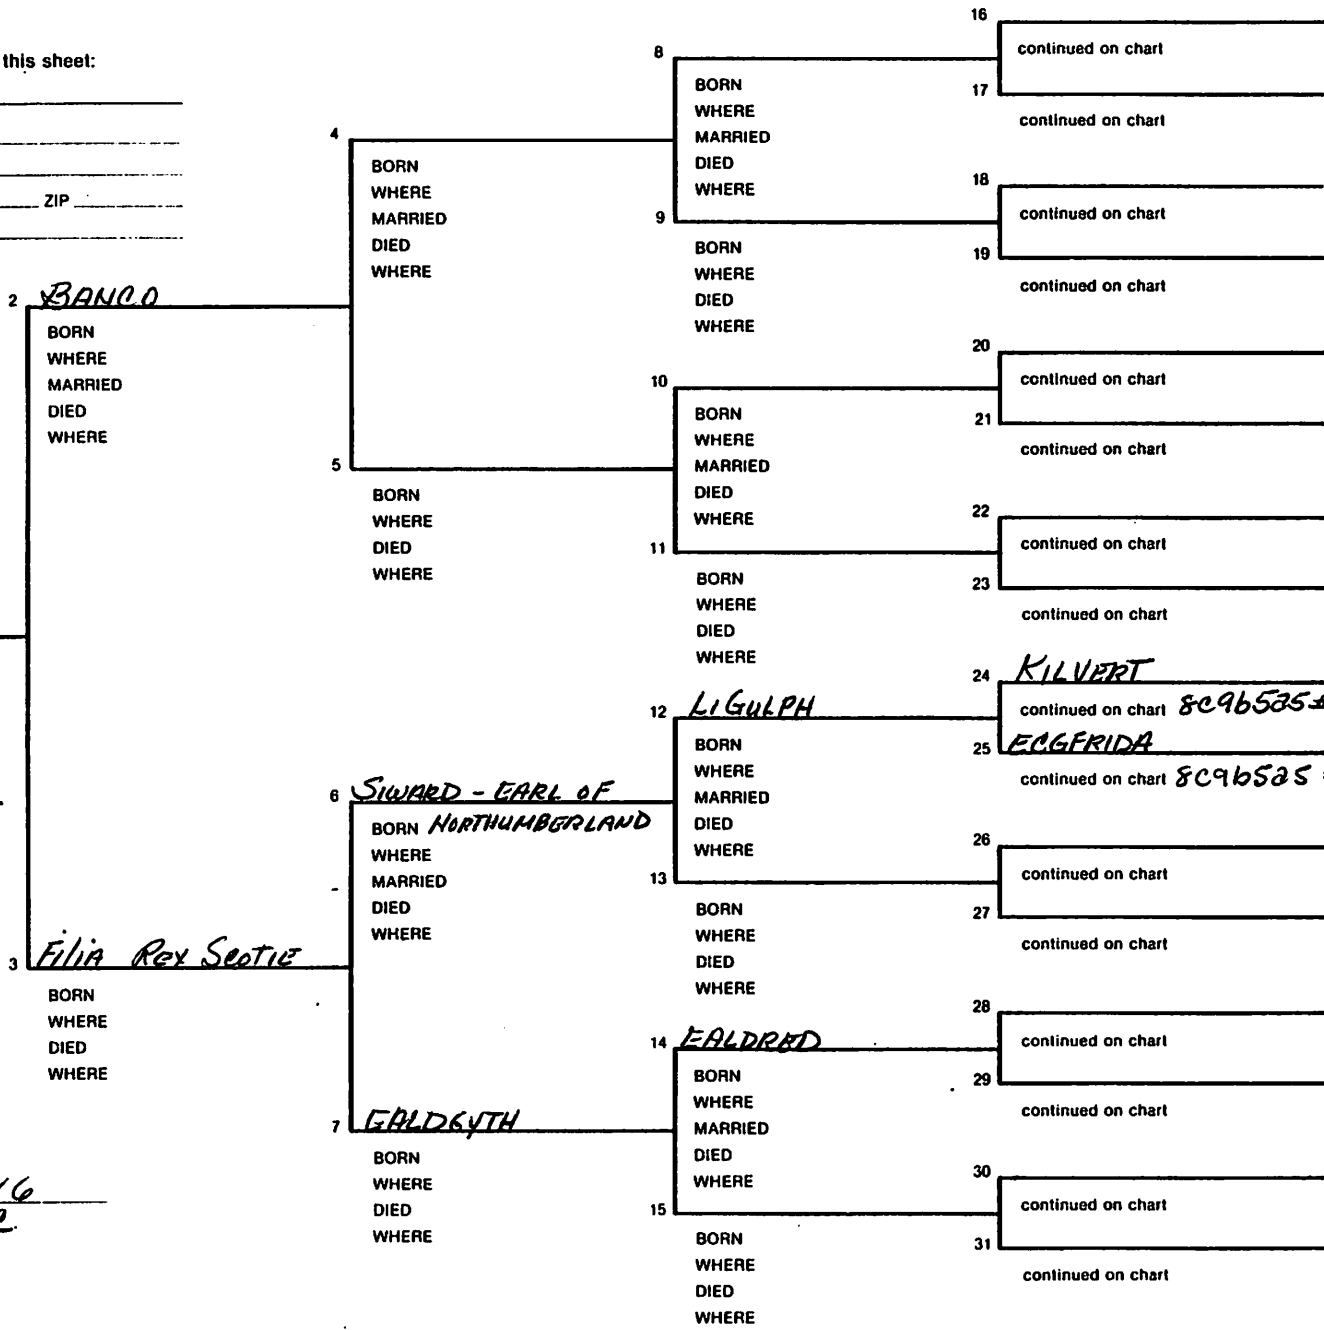 this sheet:
ZIP
2 BANCO
BORN
WHERE
MARRIED
DIED
WHERE
3 Filia Rex Scotie
BORN
WHERE
DIED
WHERE
4
BORN
WHERE
MARRIED
DIED
WHERE
5
BORN
WHERE
DIED
WHERE
6 SIWARD - EARL OF
BORN NORTHUMBERLAND
WHERE
MARRIED
DIED
WHERE
7 EALDGYTH
BORN
WHERE
DIED
WHERE
8
BORN
WHERE
MARRIED
DIED
WHERE
9
BORN
WHERE
DIED
WHERE
10
BORN
WHERE
MARRIED
DIED
WHERE
11
BORN
WHERE
DIED
WHERE
12 LIGULPH
BORN
WHERE
MARRIED
DIED
WHERE
13
BORN
WHERE
DIED
WHERE
14 EALDRED
BORN
WHERE
MARRIED
DIED
WHERE
15
BORN
WHERE
DIED
WHERE
16
continued on chart
17
continued on chart
18
continued on chart
19
continued on chart
20
continued on chart
21
continued on chart
22
continued on chart
23
continued on chart
24 KILVERT
continued on chart 8c9b5a5
25 ECGFRIDA
continued on chart 8c9b5a5
26
continued on chart
27
continued on chart
28
continued on chart
29
continued on chart
30
continued on chart
31
continued on chart